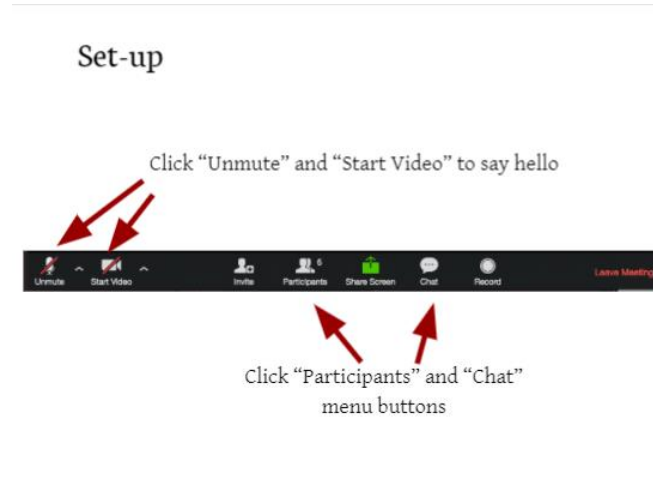 Set-up
Click “Unmute” and “Start Video” to say hello
Unmute Start Video Invite Participants 6 Share Screen Chat Record Leave Meeting
Click “Participants” and “Chat”
menu buttons